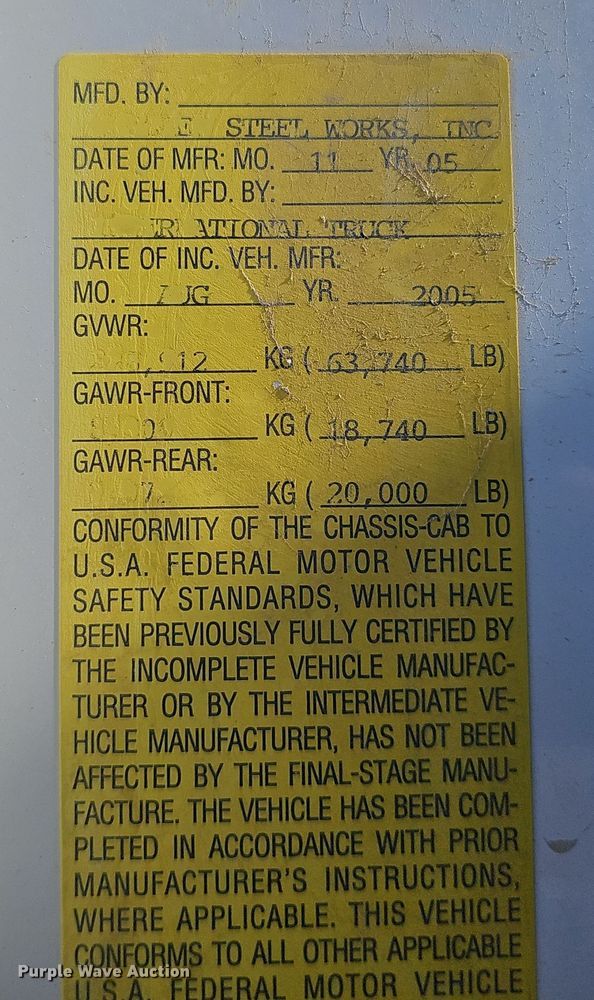 MFD. BY:
E STEEL WORKS, INC
DATE OF MFR: MO. 11 YR. 05
INC. VEH. MFD. BY:
TRUCK
DATE OF INC. VEH. MFR:
MO. UG YR. 2005
GVWR:
,912 KG ( 63,740 LB)
GAWR-FRONT:
KG ( 18,740 LB)
GAWR-REAR:
KG ( 20,000 LB)
CONFORMITY OF THE CHASSIS-CAB TO
U.S.A. FEDERAL MOTOR VEHICLE
SAFETY STANDARDS, WHICH HAVE
BEEN PREVIOUSLY FULLY CERTIFIED BY
THE INCOMPLETE VEHICLE MANUFAC-
TURER OR BY THE INTERMEDIATE VE-
HICLE MANUFACTURER, HAS NOT BEEN
AFFECTED BY THE FINAL-STAGE MANU-
FACTURE. THE VEHICLE HAS BEEN COM-
PLETED IN ACCORDANCE WITH PRIOR
MANUFACTURER'S INSTRUCTIONS,
WHERE APPLICABLE. THIS VEHICLE
CONFORMS TO ALL OTHER APPLICABLE
U.S.A. FEDERAL MOTOR VEHICLE
Purple Wave Auction